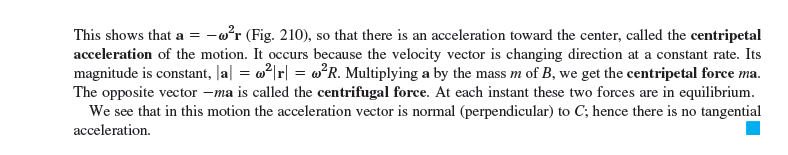 This shows that a = −ω²r (Fig. 210), so that there is an acceleration toward the center, called the centripetal
acceleration of the motion. It occurs because the velocity vector is changing direction at a constant rate. Its
magnitude is constant, |a| = ω²|r| = ω²R. Multiplying a by the mass m of B, we get the centripetal force ma.
The opposite vector −ma is called the centrifugal force. At each instant these two forces are in equilibrium.
We see that in this motion the acceleration vector is normal (perpendicular) to C; hence there is no tangential
acceleration.